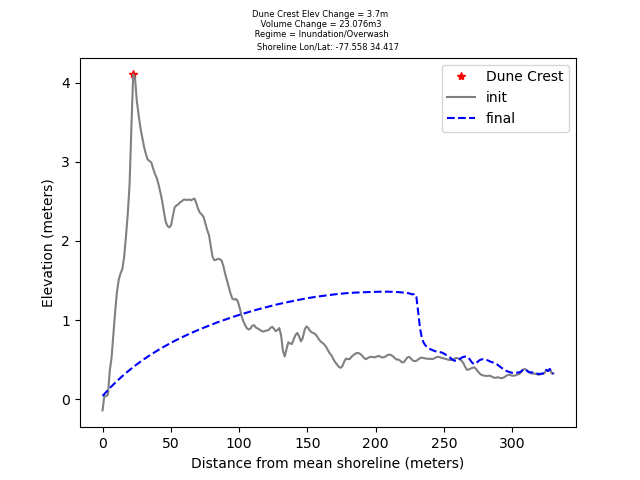 Dune Crest Elev Change = 3.7m
Volume Change = 23.076m3
Regime = Inundation/Overwash
Shoreline Lon/Lat: -77.558 34.417
Dune Crest
init
final
4
3
2
1
0
Elevation (meters)
0 50 100 150 200 250 300
Distance from mean shoreline (meters)